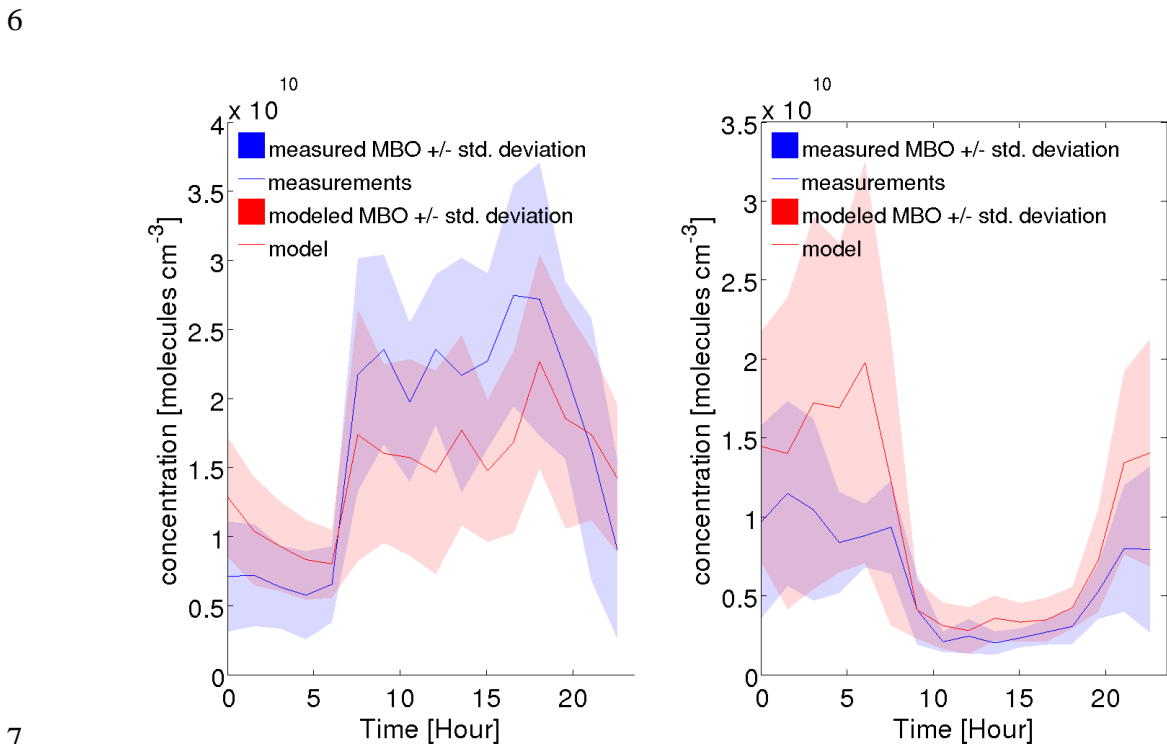 6
10
x 10
4
3.5
3
2.5
2
1.5
1
0.5
0
measured MBO +/- std. deviation
measurements
modeled MBO +/- std. deviation
model
concentration [molecules cm-3]
0 5 10 15 20
Time [Hour]
10
x 10
3.5
3
2.5
2
1.5
1
0.5
0
measured MBO +/- std. deviation
measurements
modeled MBO +/- std. deviation
model
concentration [molecules cm-3]
0 5 10 15 20
Time [Hour]
7